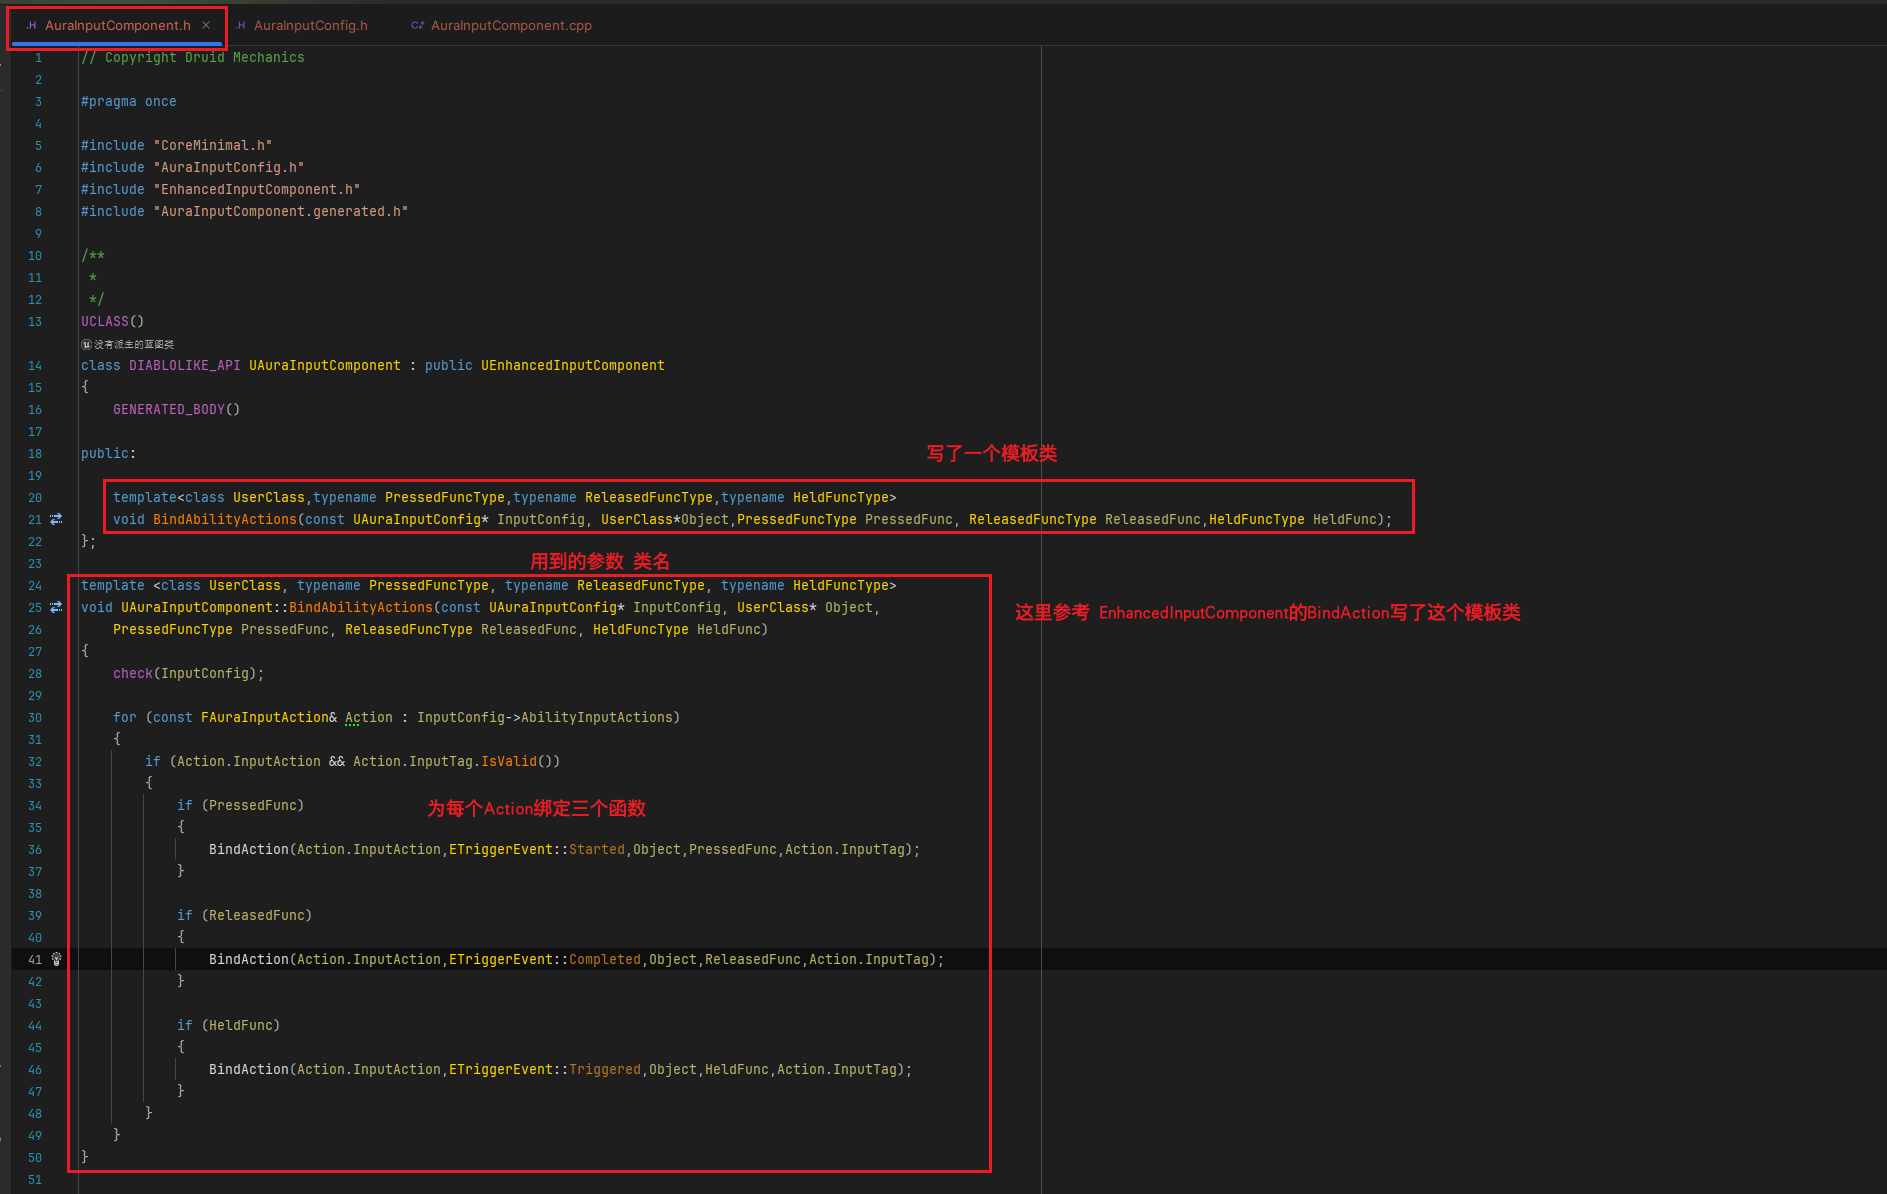 AuraInputComponent.h × AuraInputConfig.h AuraInputComponent.cpp
1 // Copyright Druid Mechanics
2
3 #pragma once
4
5 #include "CoreMinimal.h"
6 #include "AuraInputConfig.h"
7 #include "EnhancedInputComponent.h"
8 #include "AuraInputComponent.generated.h"
9
10 /**
11  *
12  */
13 UCLASS()
没有派生的蓝图类
14 class DIABLOLIKE_API UAuraInputComponent : public UEnhancedInputComponent
15 {
16     GENERATED_BODY()
17
18 public:
写了一个模板类
19
20     template<class UserClass,typename PressedFuncType,typename ReleasedFuncType,typename HeldFuncType>
21     void BindAbilityActions(const UAuraInputConfig* InputConfig, UserClass*Object,PressedFuncType PressedFunc, ReleasedFuncType ReleasedFunc,HeldFuncType HeldFunc);
22 };
23
用到的参数 类名
24 template <class UserClass, typename PressedFuncType, typename ReleasedFuncType, typename HeldFuncType>
25 void UAuraInputComponent::BindAbilityActions(const UAuraInputConfig* InputConfig, UserClass* Object,
这里参考 EnhancedInputComponent的BindAction写了这个模板类
26     PressedFuncType PressedFunc, ReleasedFuncType ReleasedFunc, HeldFuncType HeldFunc)
27 {
28     check(InputConfig);
29
30     for (const FAuraInputAction& Action : InputConfig->AbilityInputActions)
31     {
32         if (Action.InputAction && Action.InputTag.IsValid())
33         {
34             if (PressedFunc)
为每个Action绑定三个函数
35             {
36                 BindAction(Action.InputAction,ETriggerEvent::Started,Object,PressedFunc,Action.InputTag);
37             }
38
39             if (ReleasedFunc)
40             {
41                 BindAction(Action.InputAction,ETriggerEvent::Completed,Object,ReleasedFunc,Action.InputTag);
42             }
43
44             if (HeldFunc)
45             {
46                 BindAction(Action.InputAction,ETriggerEvent::Triggered,Object,HeldFunc,Action.InputTag);
47             }
48         }
49     }
50 }
51